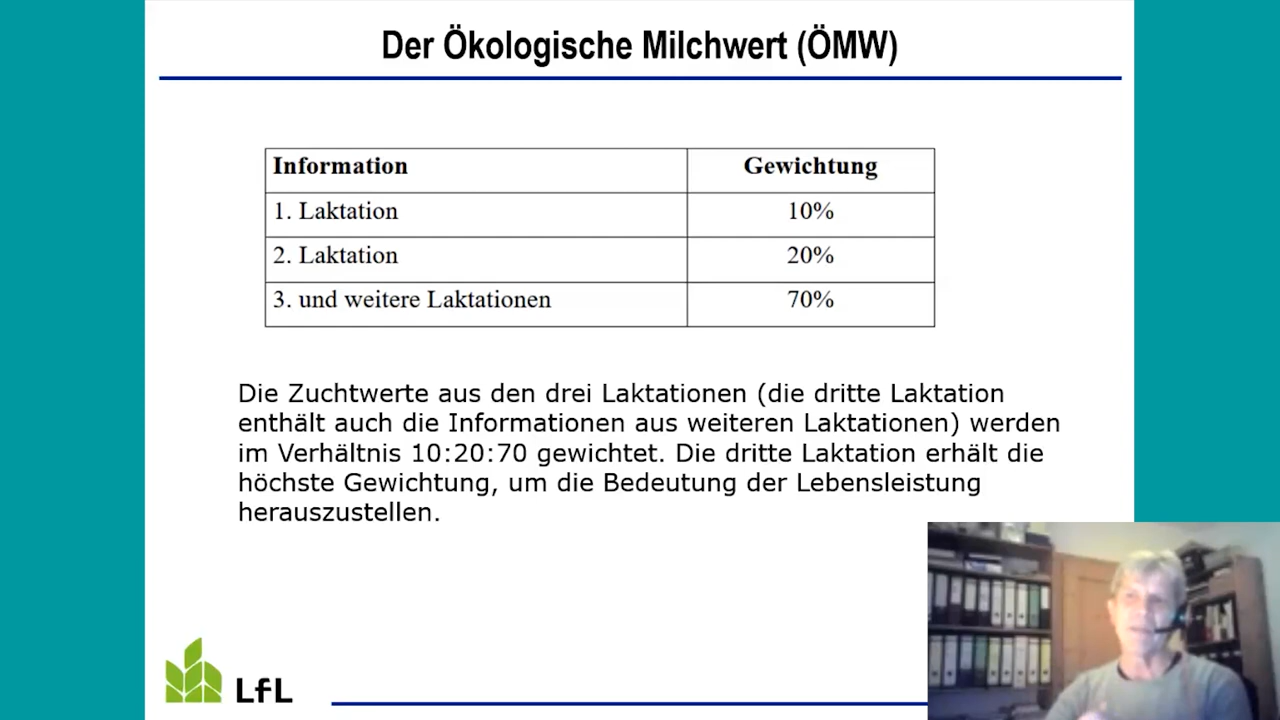 Der Ökologische Milchwert (ÖMW)
Information Gewichtung
1. Laktation 10%
2. Laktation 20%
3. und weitere Laktationen 70%
Die Zuchtwerte aus den drei Laktationen (die dritte Laktation
enthält auch die Informationen aus weiteren Laktationen) werden
im Verhältnis 10:20:70 gewichtet. Die dritte Laktation erhält die
höchste Gewichtung, um die Bedeutung der Lebensleistung
herauszustellen.
LfL